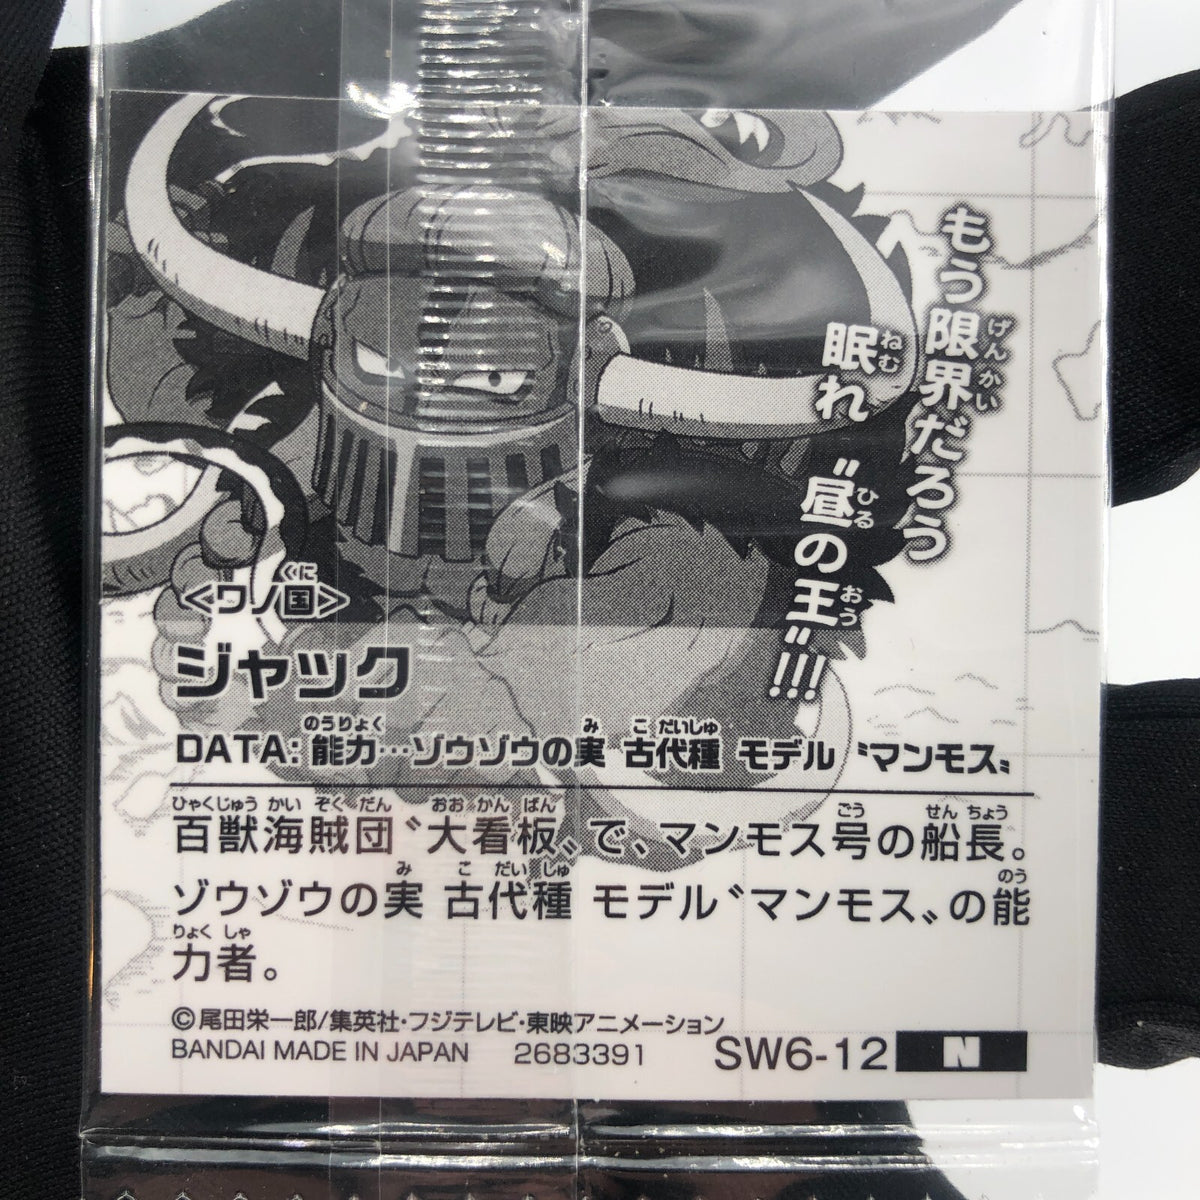 もう限界だろう
眠れ〝昼の王〟!!!
<ワノ国>
ジャック
DATA: 能力…ゾウゾウの実 古代種 モデル〝マンモス〟
百獣海賊団〝大看板〟で、マンモス号の船長。
ゾウゾウの実 古代種 モデル〝マンモス〟の能
力者。
©尾田栄一郎/集英社・フジテレビ・東映アニメーション
BANDAI MADE IN JAPAN 2683391 SW6-12 N